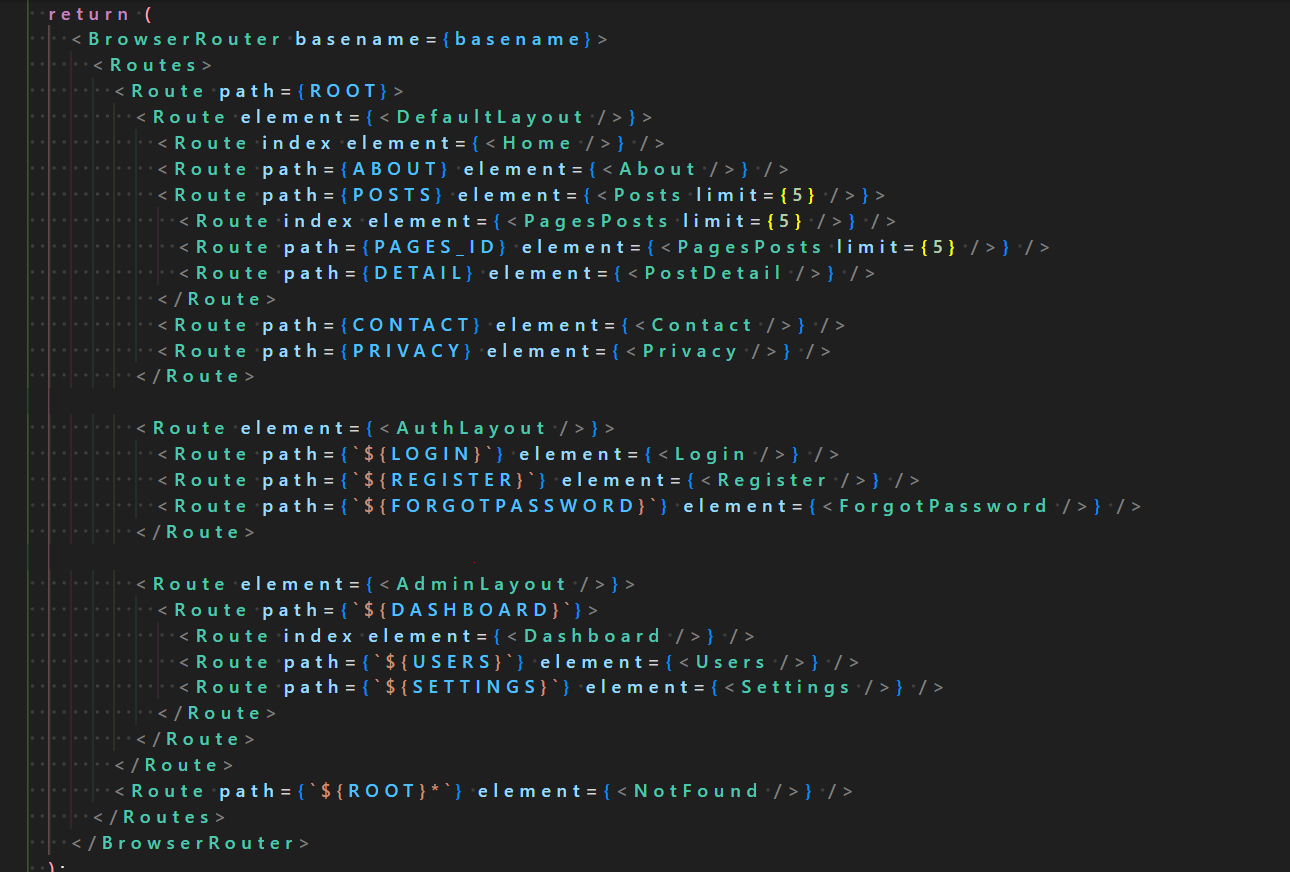 return (
<BrowserRouter basename={basename}>
<Routes>
<Route path={ROOT}>
<Route element={<DefaultLayout />}>
<Route index element={<Home />} />
<Route path={ABOUT} element={<About />} />
<Route path={POSTS} element={<Posts limit={5} />}>
<Route index element={<PagesPosts limit={5} />} />
<Route path={PAGES_ID} element={<PagesPosts limit={5} />} />
<Route path={DETAIL} element={<PostDetail />} />
</Route>
<Route path={CONTACT} element={<Contact />} />
<Route path={PRIVACY} element={<Privacy />} />
</Route>
<Route element={<AuthLayout />}>
<Route path={`${LOGIN}`} element={<Login />} />
<Route path={`${REGISTER}`} element={<Register />} />
<Route path={`${FORGOTPASSWORD}`} element={<ForgotPassword />} />
</Route>
<Route element={<AdminLayout />}>
<Route path={`${DASHBOARD}`}>
<Route index element={<Dashboard />} />
<Route path={`${USERS}`} element={<Users />} />
<Route path={`${SETTINGS}`} element={<Settings />} />
</Route>
</Route>
</Route>
<Route path={`${ROOT}*`} element={<NotFound />} />
</Routes>
</BrowserRouter>
);